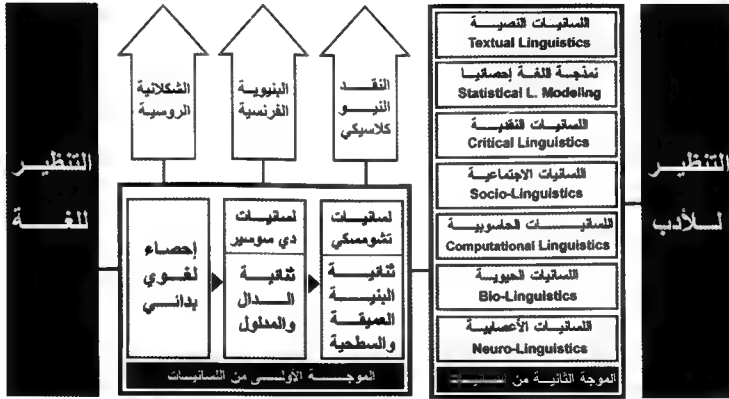 التنظير
للأدب
اللسانيات النصية
Textual Linguistics
نمذجة اللغة إحصائيا
Statistical L. Modeling
اللسانيات النقدية
Critical Linguistics
اللسانيات الاجتماعية
Socio-Linguistics
اللسانيات الحاسوبية
Computational Linguistics
اللسانيات الحيوية
Bio-Linguistics
اللسانيات الأعصابية
Neuro-Linguistics
الموجة الثانية من
النقد
النيو
كلاسيكي
البنيوية
الفرنسية
الشكلانية
الروسية
لسانيات
تشومسكي
ثنائية
البنية
العميقة
والسطحية
لسانيات
دي سوسير
ثنائية
الدال
والمدلول
إحصاء
لغوي
بدائي
الموجة الأولى من اللسانيات
التنظير
للغة